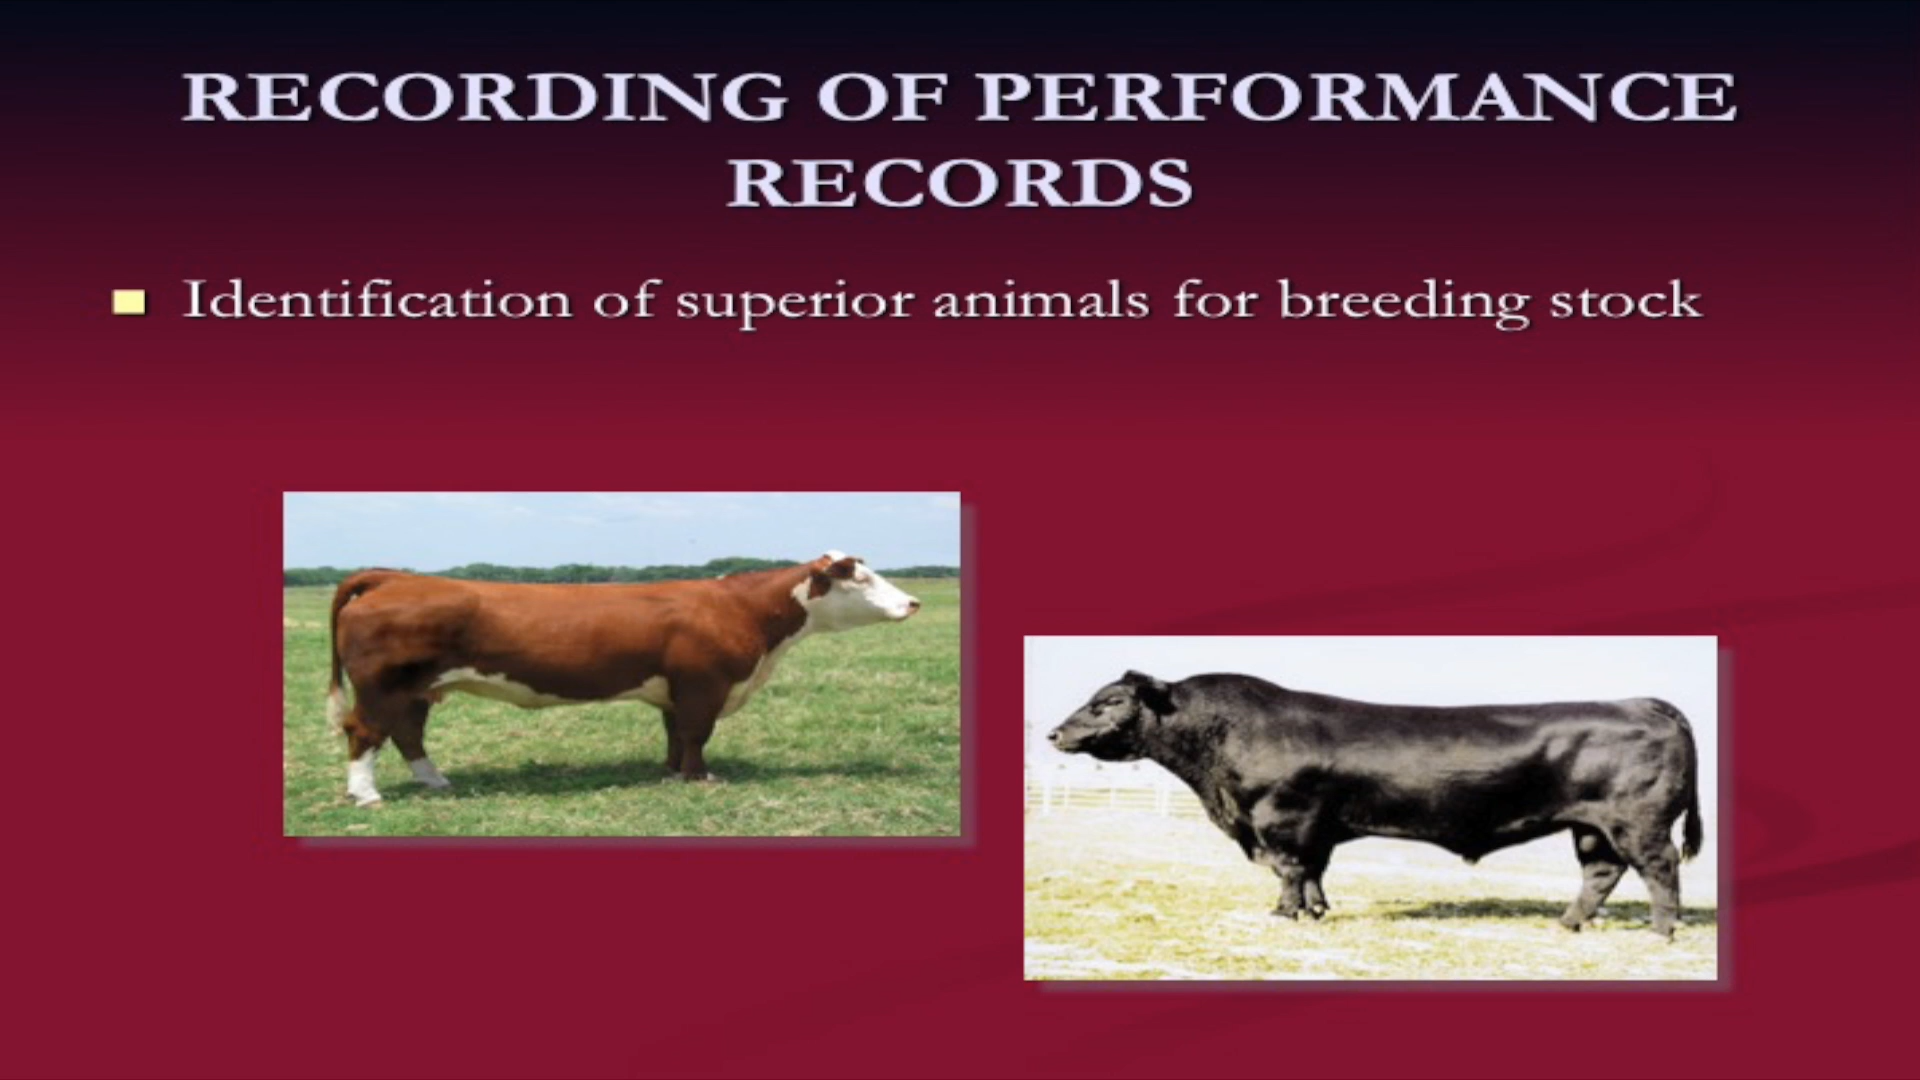 RECORDING OF PERFORMANCE
RECORDS
Identification of superior animals for breeding stock